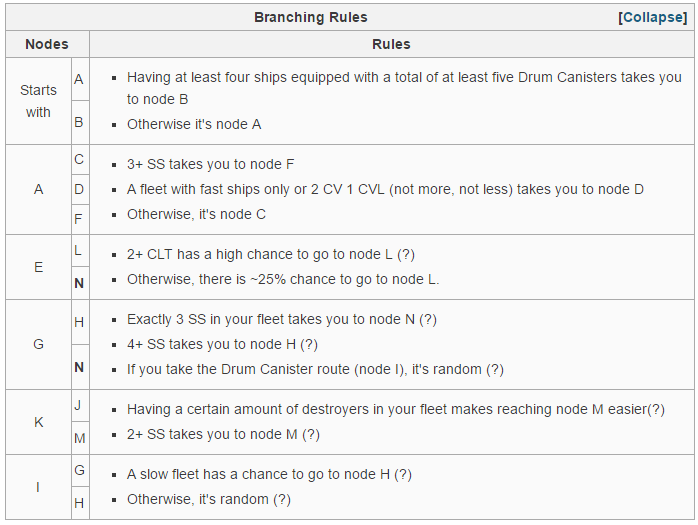 Branching Rules [Collapse]
Nodes Rules
Starts with
A
B
▪ Having at least four ships equipped with a total of at least five Drum Canisters takes you
to node B
▪ Otherwise it's node A
A
C
D
F
▪ 3+ SS takes you to node F
▪ A fleet with fast ships only or 2 CV 1 CVL (not more, not less) takes you to node D
▪ Otherwise, it's node C
E
L
N
▪ 2+ CLT has a high chance to go to node L (?)
▪ Otherwise, there is ~25% chance to go to node L.
G
H
N
▪ Exactly 3 SS in your fleet takes you to node N (?)
▪ 4+ SS takes you to node H (?)
▪ If you take the Drum Canister route (node I), it's random (?)
K
J
M
▪ Having a certain amount of destroyers in your fleet makes reaching node M easier(?)
▪ 2+ SS takes you to node M (?)
I
G
H
▪ A slow fleet has a chance to go to node H (?)
▪ Otherwise, it's random (?)